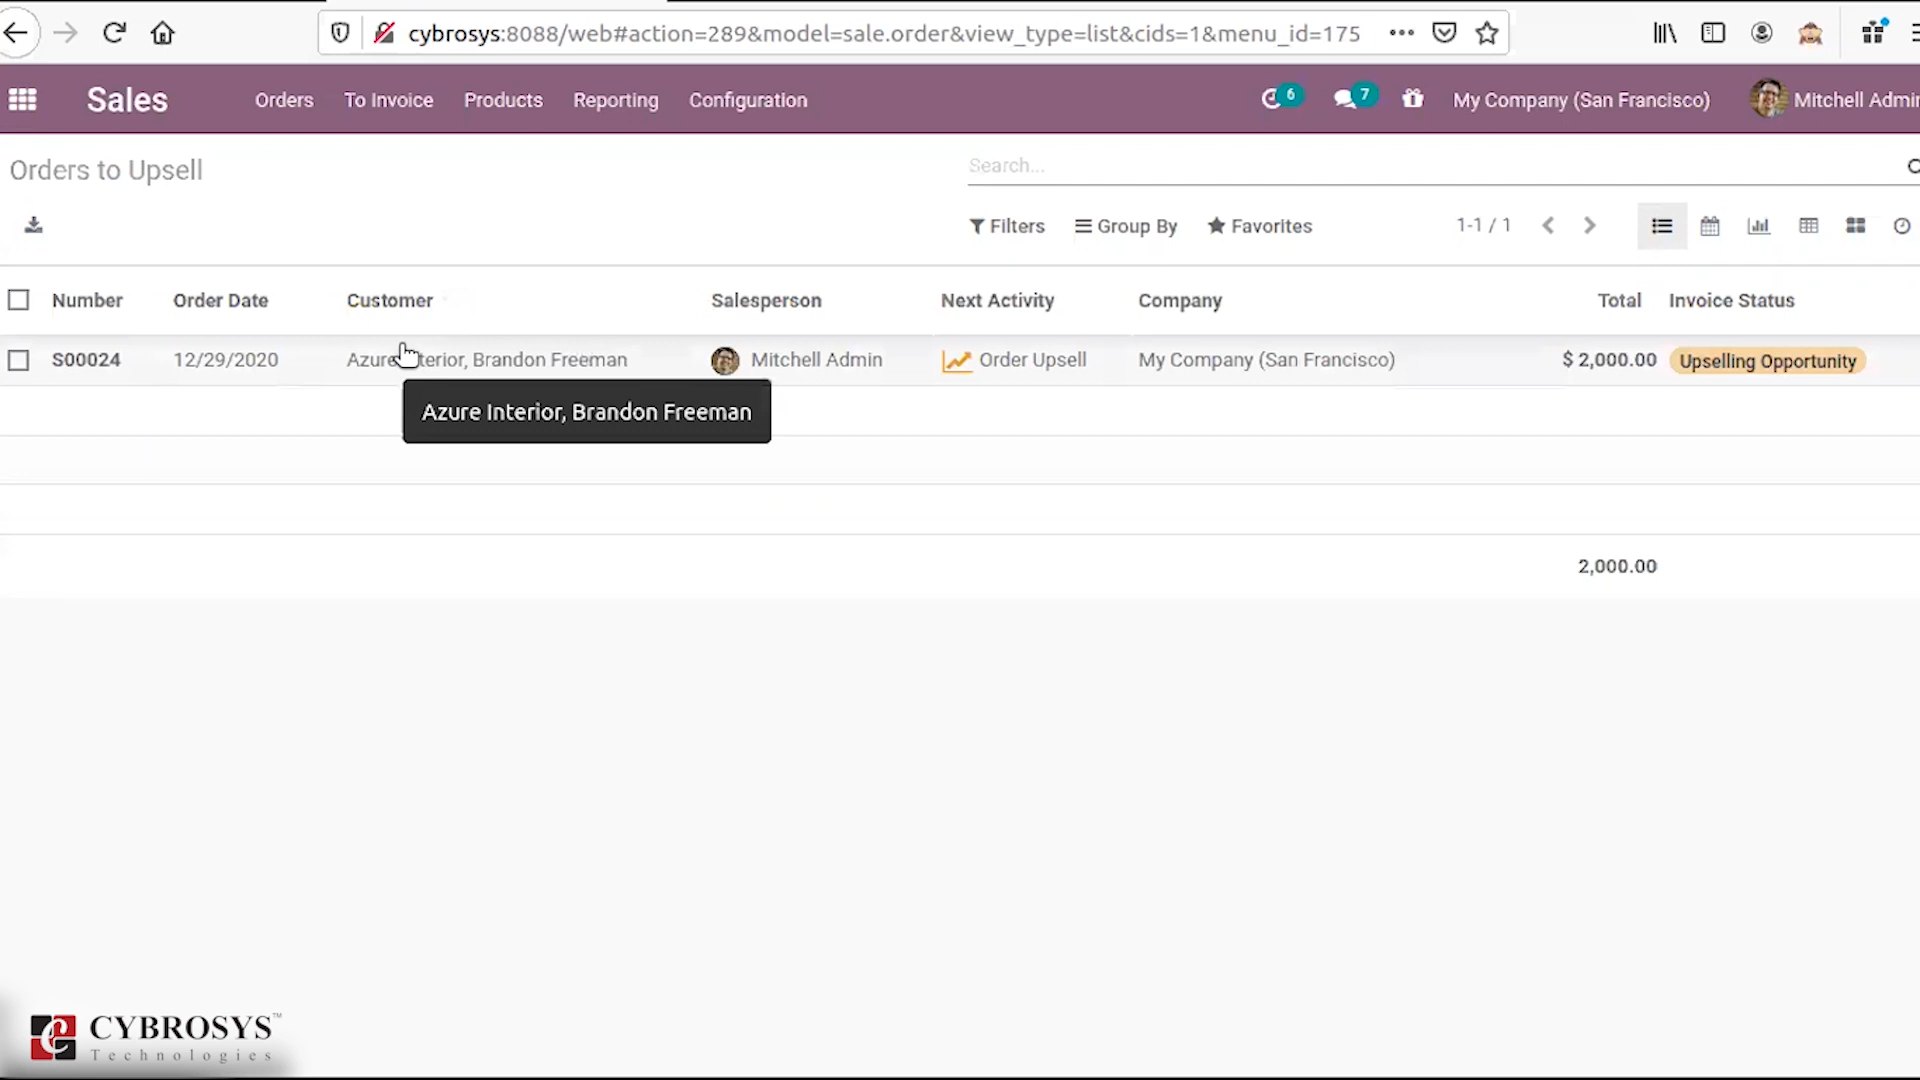 cybrosys:8088/web#action=289&model=sale.order&view_type=list&cids=1&menu_id=175
Sales Orders To Invoice Products Reporting Configuration 6 7 My Company (San Francisco) Mitchell Admin
Orders to Upsell Search...
Filters Group By Favorites 1-1 / 1
Number Order Date Customer Salesperson Next Activity Company Total Invoice Status
S00024 12/29/2020 Azure Interior, Brandon Freeman Mitchell Admin Order Upsell My Company (San Francisco) $ 2,000.00 Upselling Opportunity
Azure Interior, Brandon Freeman
2,000.00
CYBROSYS™
Technologies